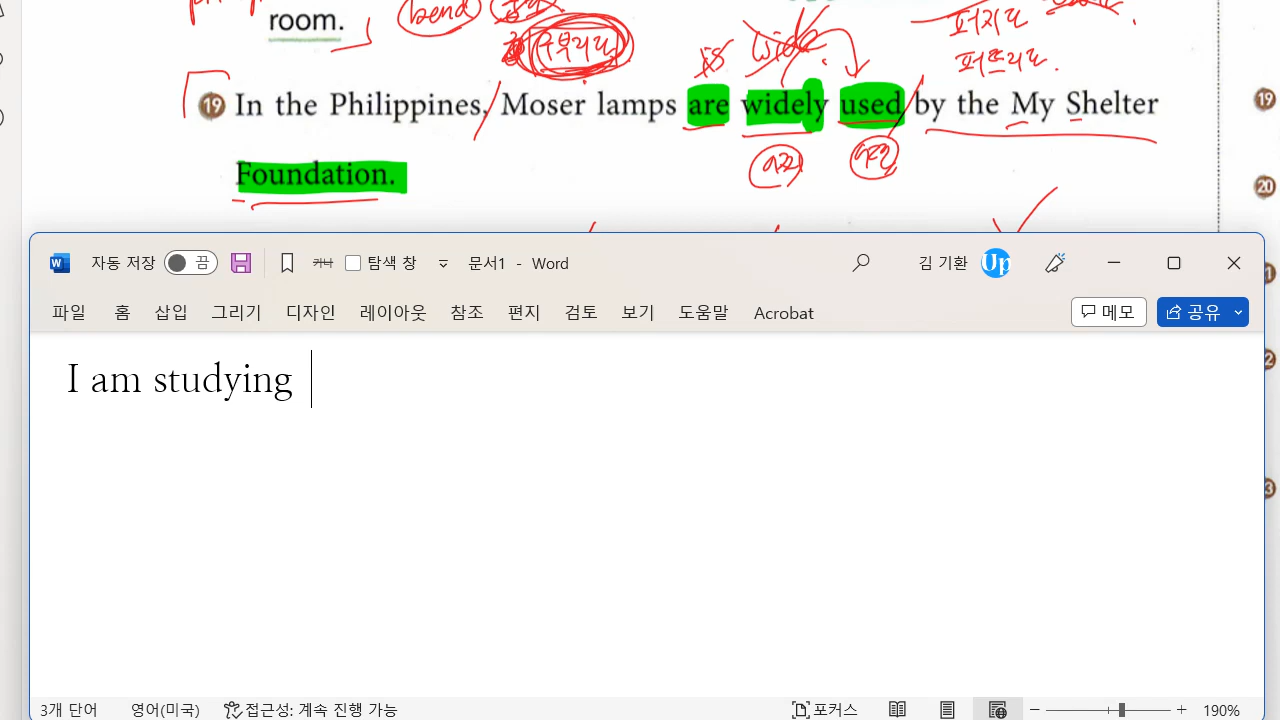 room.
bend
구부리다
wide
퍼지다
퍼뜨리다.
19 In the Philippines, Moser lamps are widely used by the My Shelter
19
Foundation.
20
자동 저장 끔 가나 탐색 창 문서1 - Word 김 기환 Up
파일 홈 삽입 그리기 디자인 레이아웃 참조 편지 검토 보기 도움말 Acrobat 메모 공유
I am studying
3개 단어 영어(미국) 접근성: 계속 진행 가능 포커스 190%